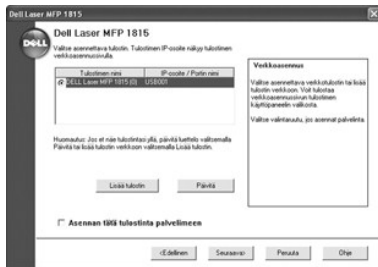 Dell Laser MFP 1815
DELL
Dell Laser MFP 1815
Valitse asennettava tulostin. Tulostimen IP-osoite näkyy tulostimen
verkkoasennussivulla.
Tulostimen nimi IP-osoite / Portin nimi
DELL Laser MFP 1815 (0) USB001
Huomautus: Jos et näe tulostintasi yllä, päivitä luettelo valitsemalla
Päivitä tai lisää tulostin verkkoon valitsemalla Lisää tulostin.
Lisää tulostin Päivitä
Asennan tätä tulostinta palvelimeen
Verkkoasennus
Valitse asennettava verkkotulostin tai lisää
tulostin verkkoon. Voit tulostaa
verkkoasennussivun tulostimen
käyttöpaneelin valikosta.
Valitse valintaruutu, jos asennat palvelinta.
<Edellinen Seuraava> Peruuta Ohje